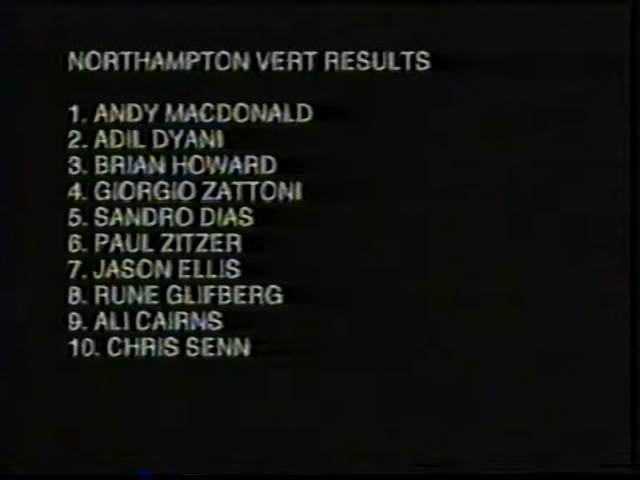 NORTHAMPTON VERT RESULTS
1. ANDY MACDONALD
2. ADIL DYANI
3. BRIAN HOWARD
4. GIORGIO ZATTONI
5. SANDRO DIAS
6. PAUL ZITZER
7. JASON ELLIS
8. RUNE GLIFBERG
9. ALI CAIRNS
10. CHRIS SENN